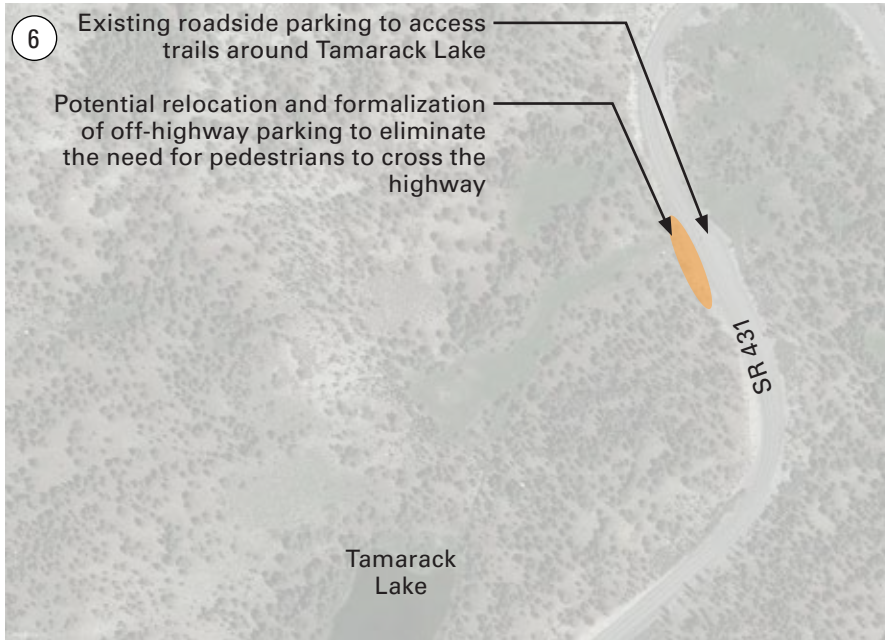 6
Existing roadside parking to access
trails around Tamarack Lake
Potential relocation and formalization
of off-highway parking to eliminate
the need for pedestrians to cross the
highway
SR 431
Tamarack
Lake